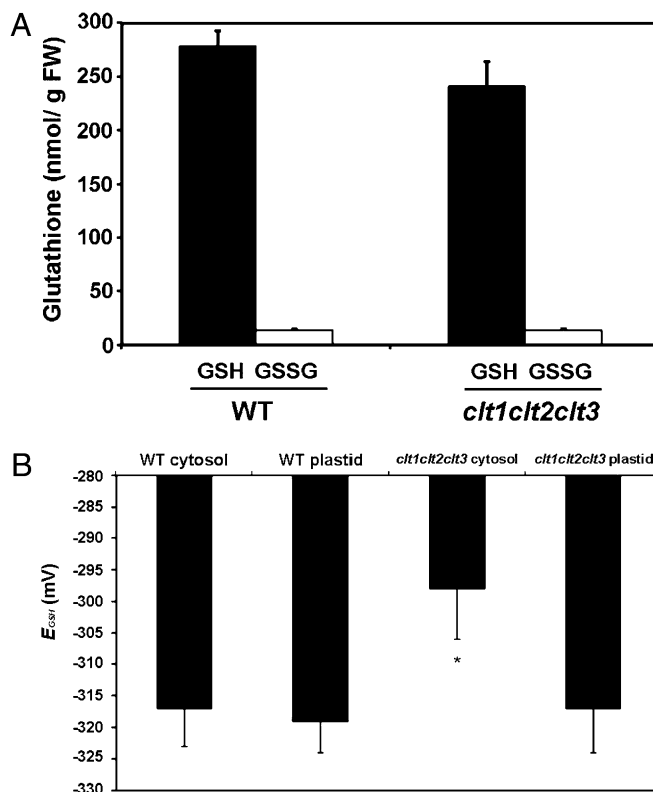 A
Glutathione (nmol/ g FW)
300
250
200
150
100
50
0
GSH GSSG
GSH GSSG
WT
clt1clt2clt3
B
WT cytosol
WT plastid
clt1clt2clt3 cytosol
clt1clt2clt3 plastid
E GSH (mV)
-280
-285
-290
-295
-300
-305
-310
-315
-320
-325
-330
*